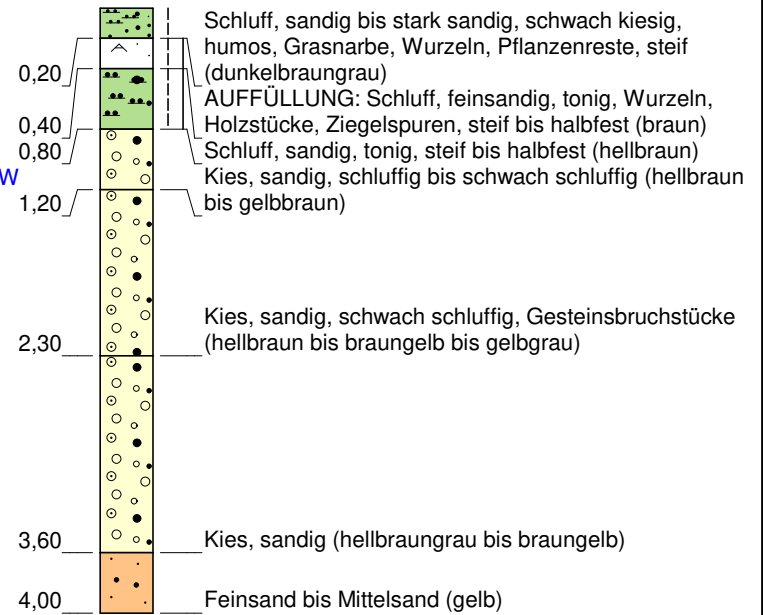 Schluff, sandig bis stark sandig, schwach kiesig,
humos, Grasnarbe, Wurzeln, Pflanzenreste, steif
0,20 (dunkelbraungrau)
AUFFÜLLUNG: Schluff, feinsandig, tonig, Wurzeln,
0,40 Holzstücke, Ziegelspuren, steif bis halbfest (braun)
0,80 Schluff, sandig, tonig, steif bis halbfest (hellbraun)
W Kies, sandig, schluffig bis schwach schluffig (hellbraun
1,20 bis gelbbraun)
Kies, sandig, schwach schluffig, Gesteinsbruchstücke
2,30 (hellbraun bis braungelb bis gelbgrau)
3,60 Kies, sandig (hellbraungrau bis braungelb)
4,00 Feinsand bis Mittelsand (gelb)